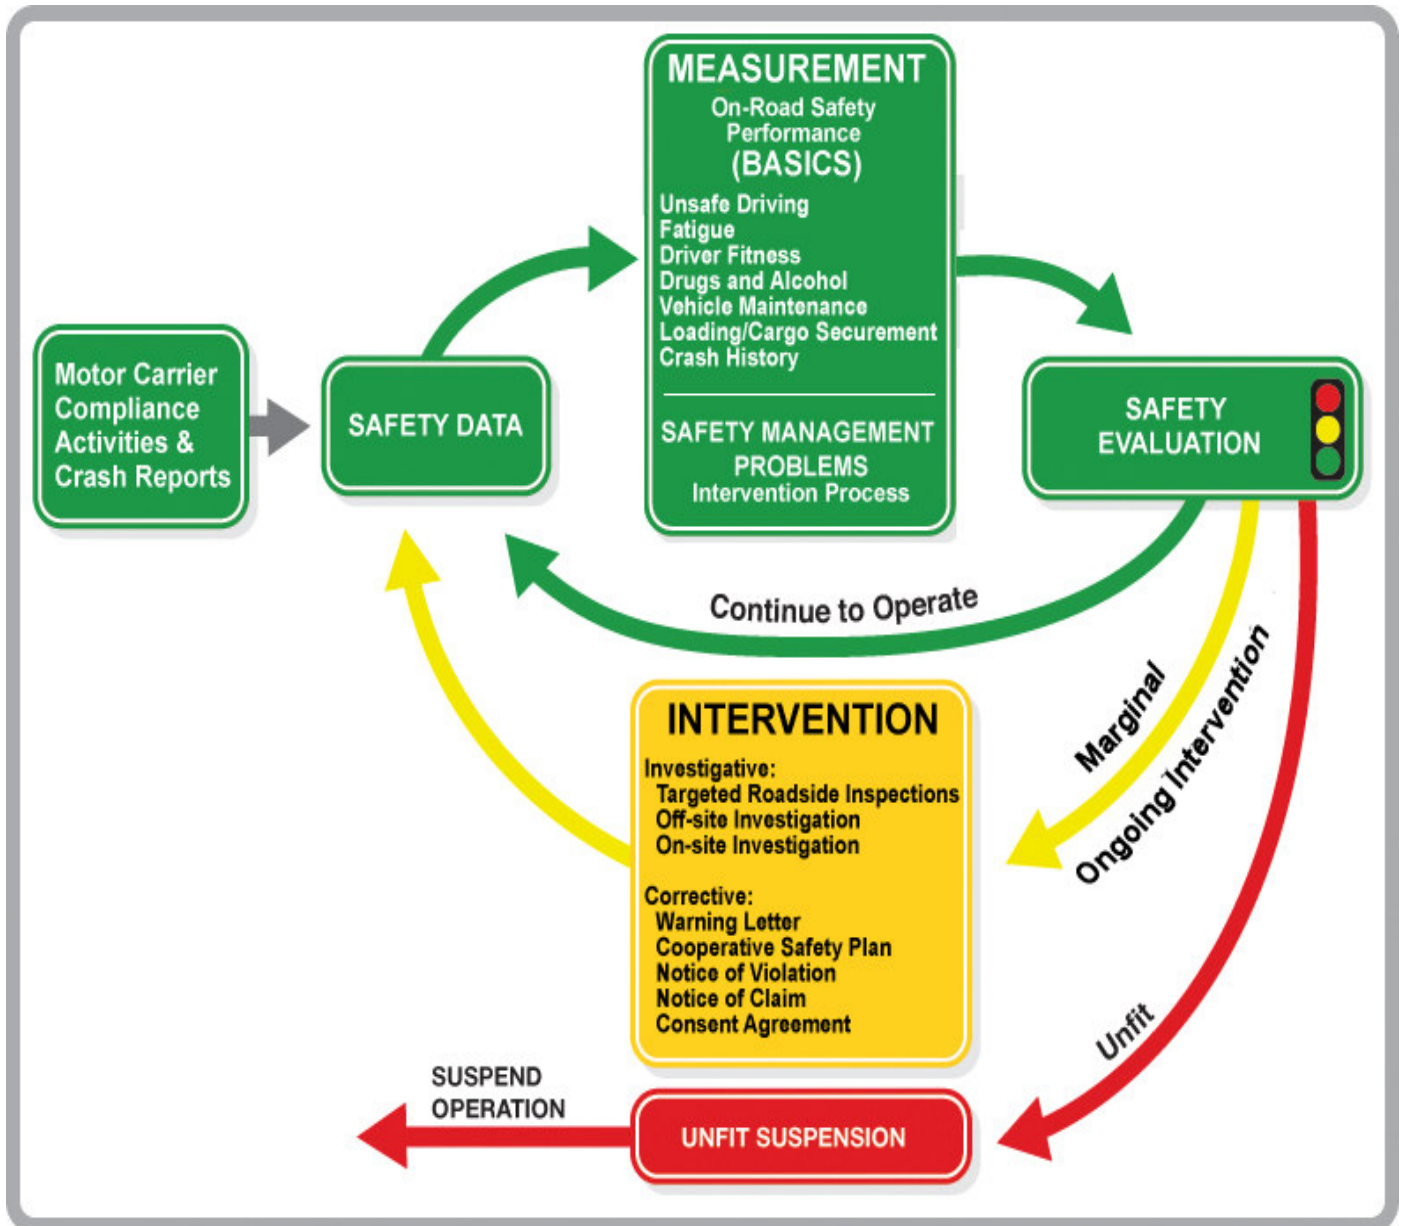 MEASUREMENT
On-Road Safety
Performance
(BASICS)
Unsafe Driving
Fatigue
Driver Fitness
Drugs and Alcohol
Vehicle Maintenance
Loading/Cargo Securement
Crash History
SAFETY MANAGEMENT
PROBLEMS
Intervention Process
Motor Carrier
Compliance
Activities &
Crash Reports
SAFETY DATA
SAFETY
EVALUATION
Continue to Operate
Marginal
Ongoing Intervention
Unfit
INTERVENTION
Investigative:
Targeted Roadside Inspections
Off-site Investigation
On-site Investigation
Corrective:
Warning Letter
Cooperative Safety Plan
Notice of Violation
Notice of Claim
Consent Agreement
SUSPEND
OPERATION
UNFIT SUSPENSION